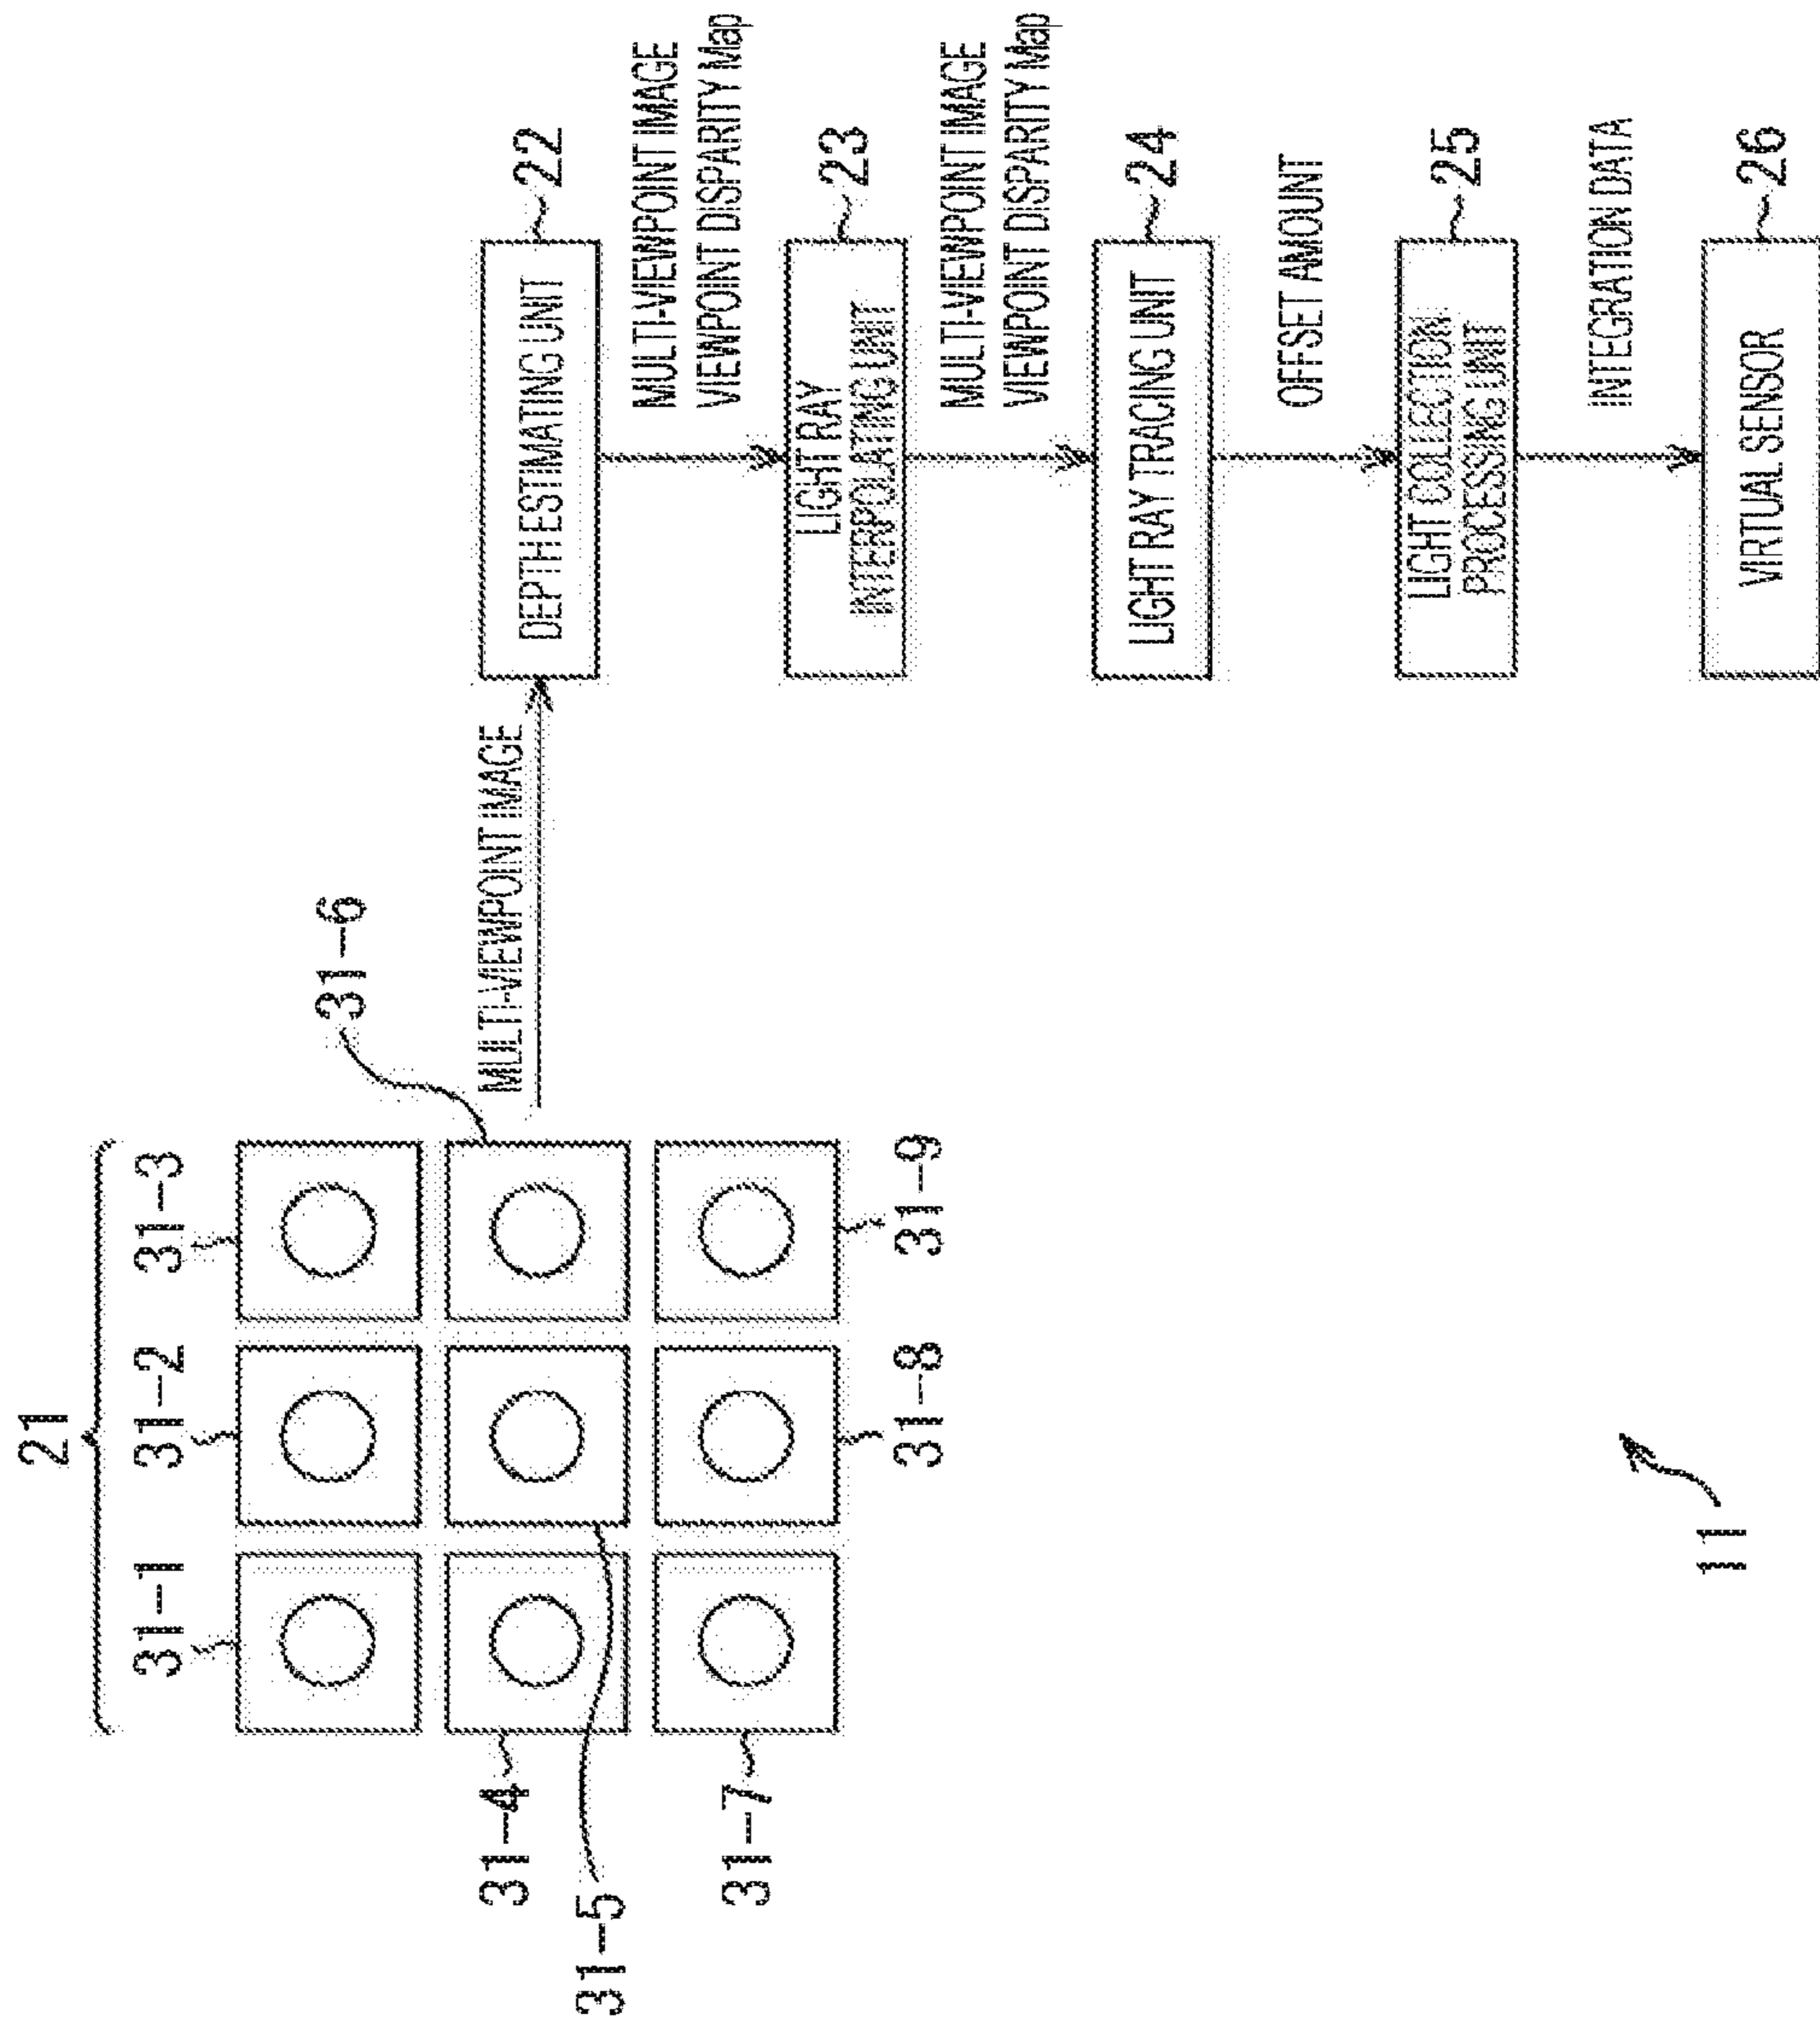 21
31-1
31-2
31-3
31-6
31-4
31-5
31-7
31-8
31-9
MULTI-VIEWPOINT IMAGE
DEPTH ESTIMATING UNIT
22
MULTI-VIEWPOINT IMAGE
VIEWPOINT DISPARITY Map
LIGHT RAY
INTERPOLATING UNIT
23
MULTI-VIEWPOINT IMAGE
VIEWPOINT DISPARITY Map
LIGHT RAY TRACING UNIT
24
OFFSET AMOUNT
LIGHT COLLECTION
PROCESSING UNIT
25
INTEGRATION DATA
VIRTUAL SENSOR
26
11